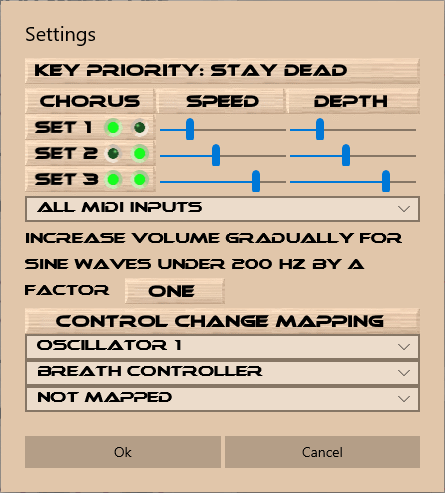 Settings
KEY PRIORITY: STAY DEAD
CHORUS SPEED DEPTH
SET 1
SET 2
SET 3
ALL MIDI INPUTS
INCREASE VOLUME GRADUALLY FOR
SINE WAVES UNDER 200 HZ BY A
FACTOR ONE
CONTROL CHANGE MAPPING
OSCILLATOR 1
BREATH CONTROLLER
NOT MAPPED
Ok Cancel